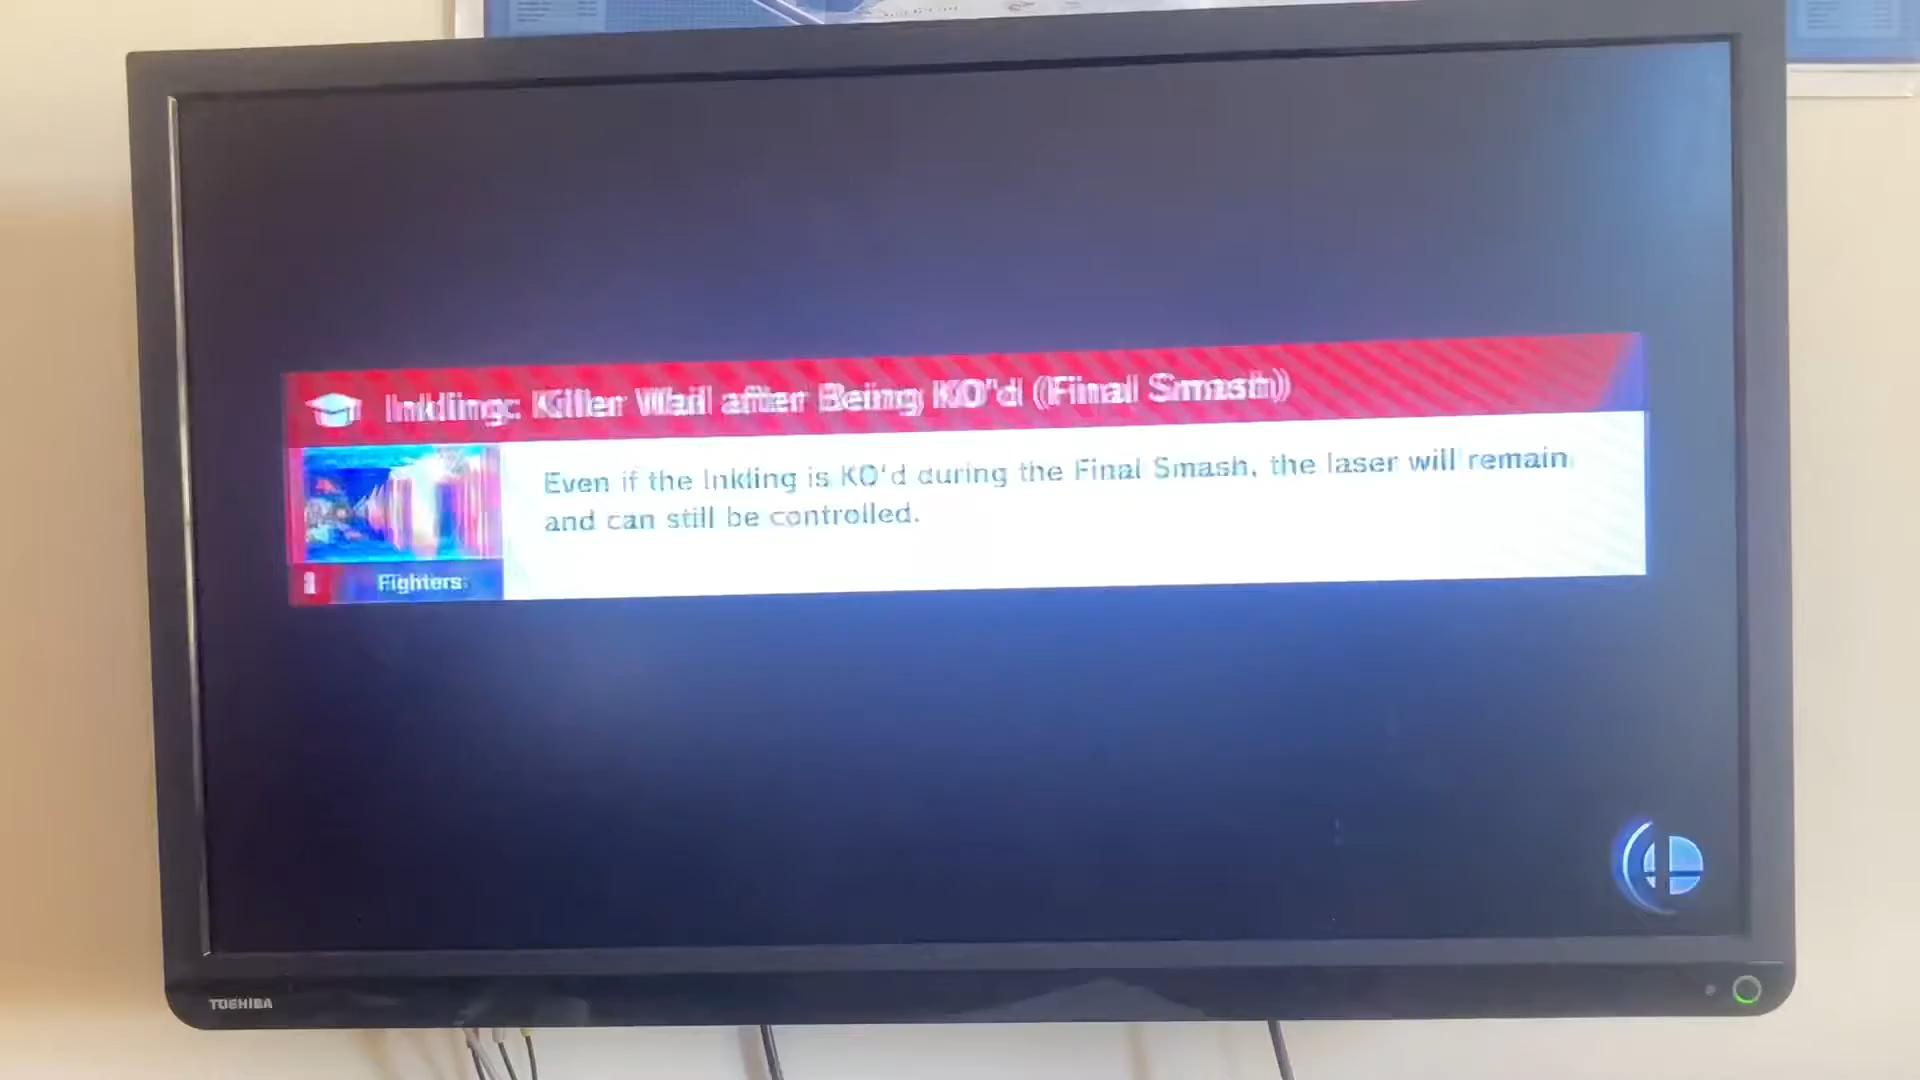 Inkling: Killer Wail after Being KO'd (Final Smash)
Even if the Inkling is KO'd during the Final Smash, the laser will remain
and can still be controlled.
Fighters
TOSHIBA